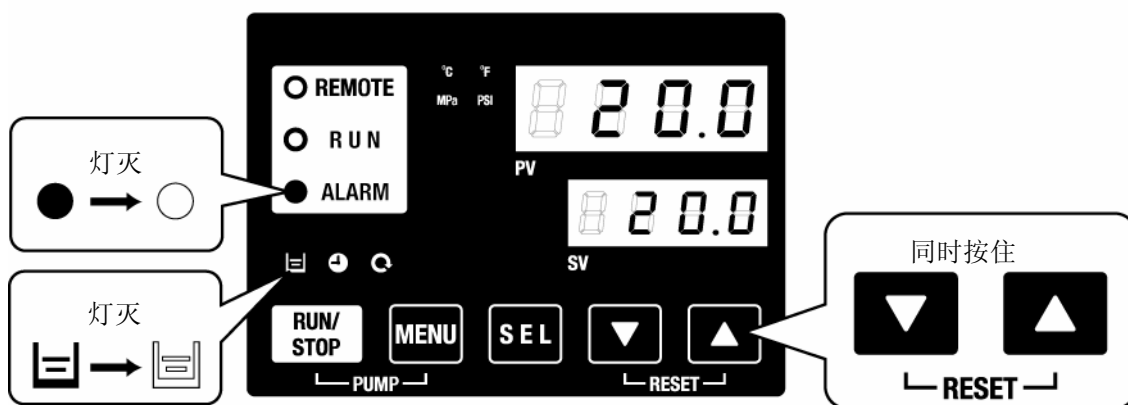 REMOTE
RUN
ALARM
°C °F
MPa PSI
20.0
PV
20.0
SV
灯灭
灯灭
RUN/
STOP
MENU
SEL
PUMP
RESET
同时按住
RESET